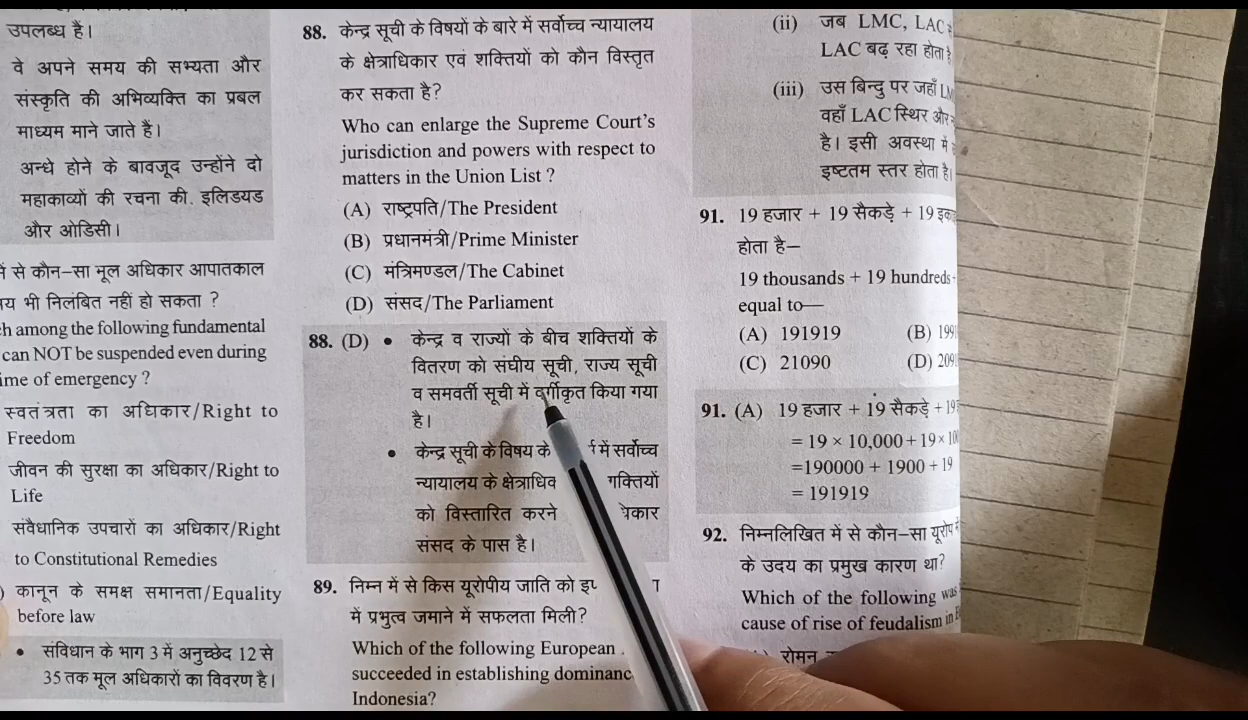 उपलब्ध है।
वे अपने समय की सभ्यता और
संस्कृति की अभिव्यक्ति का प्रबल
माध्यम माने जाते हैं।
अन्धे होने के बावजूद उन्होंने दो
महाकाव्यों की रचना की. इलियड
और ओडिसी।
में से कौन-सा मूल अधिकार आपातकाल
भी निलंबित नहीं हो सकता ?
among the following fundamental
can NOT be suspended even during
of emergency ?
स्वतंत्रता का अधिकार/Right to
Freedom
जीवन की सुरक्षा का अधिकार/Right to
Life
संवैधानिक उपचारों का अधिकार/Right
to Constitutional Remedies
कानून के समक्ष समानता/Equality
before law
• संविधान के भाग 3 में अनुच्छेद 12 से
35 तक मूल अधिकारों का विवरण है।
88. केन्द्र सूची के विषयों के बारे में सर्वोच्च न्यायालय
के क्षेत्राधिकार एवं शक्तियों को कौन विस्तृत
कर सकता है?
Who can enlarge the Supreme Court's
jurisdiction and powers with respect to
matters in the Union List ?
(A) राष्ट्रपति/The President
(B) प्रधानमंत्री/Prime Minister
(C) मंत्रिमण्डल/The Cabinet
(D) संसद/The Parliament
88. (D) • केन्द्र व राज्यों के बीच शक्तियों के
वितरण को संघीय सूची, राज्य सूची
व समवर्ती सूची में वर्गीकृत किया गया
है।
• केन्द्र सूची के विषय के में सर्वोच्च
न्यायालय के
को विस्तारित करने
संसद के पास है।
89. निम्न में से किस यूरोपीय जाति को
में प्रभुत्व जमाने में सफलता मिली?
Which of the following European
succeeded in establishing
Indonesia?
(ii) जब LMC, LAC
LAC बढ़ रहा होता
(iii) उस बिन्दु पर जहाँ
वहाँ LAC स्थिर और
है। इसी अवस्था में
इष्टतम स्तर होता है।
91. 19 हजार + 19 सैकड़े + 19
होता है—
19 thousands + 19 hundreds
equal to—
(A) 191919 (B)
(C) 21090 (D)
91. (A) 19 हजार + 19 सैकड़े + 19
= 19 × 10,000 + 19 ×
=190000 + 1900 + 19
= 191919
92. निम्नलिखित में से कौन-सा यूरोप
के उदय का प्रमुख कारण था?
Which of the following was
cause of rise of feudalism in
रोमन